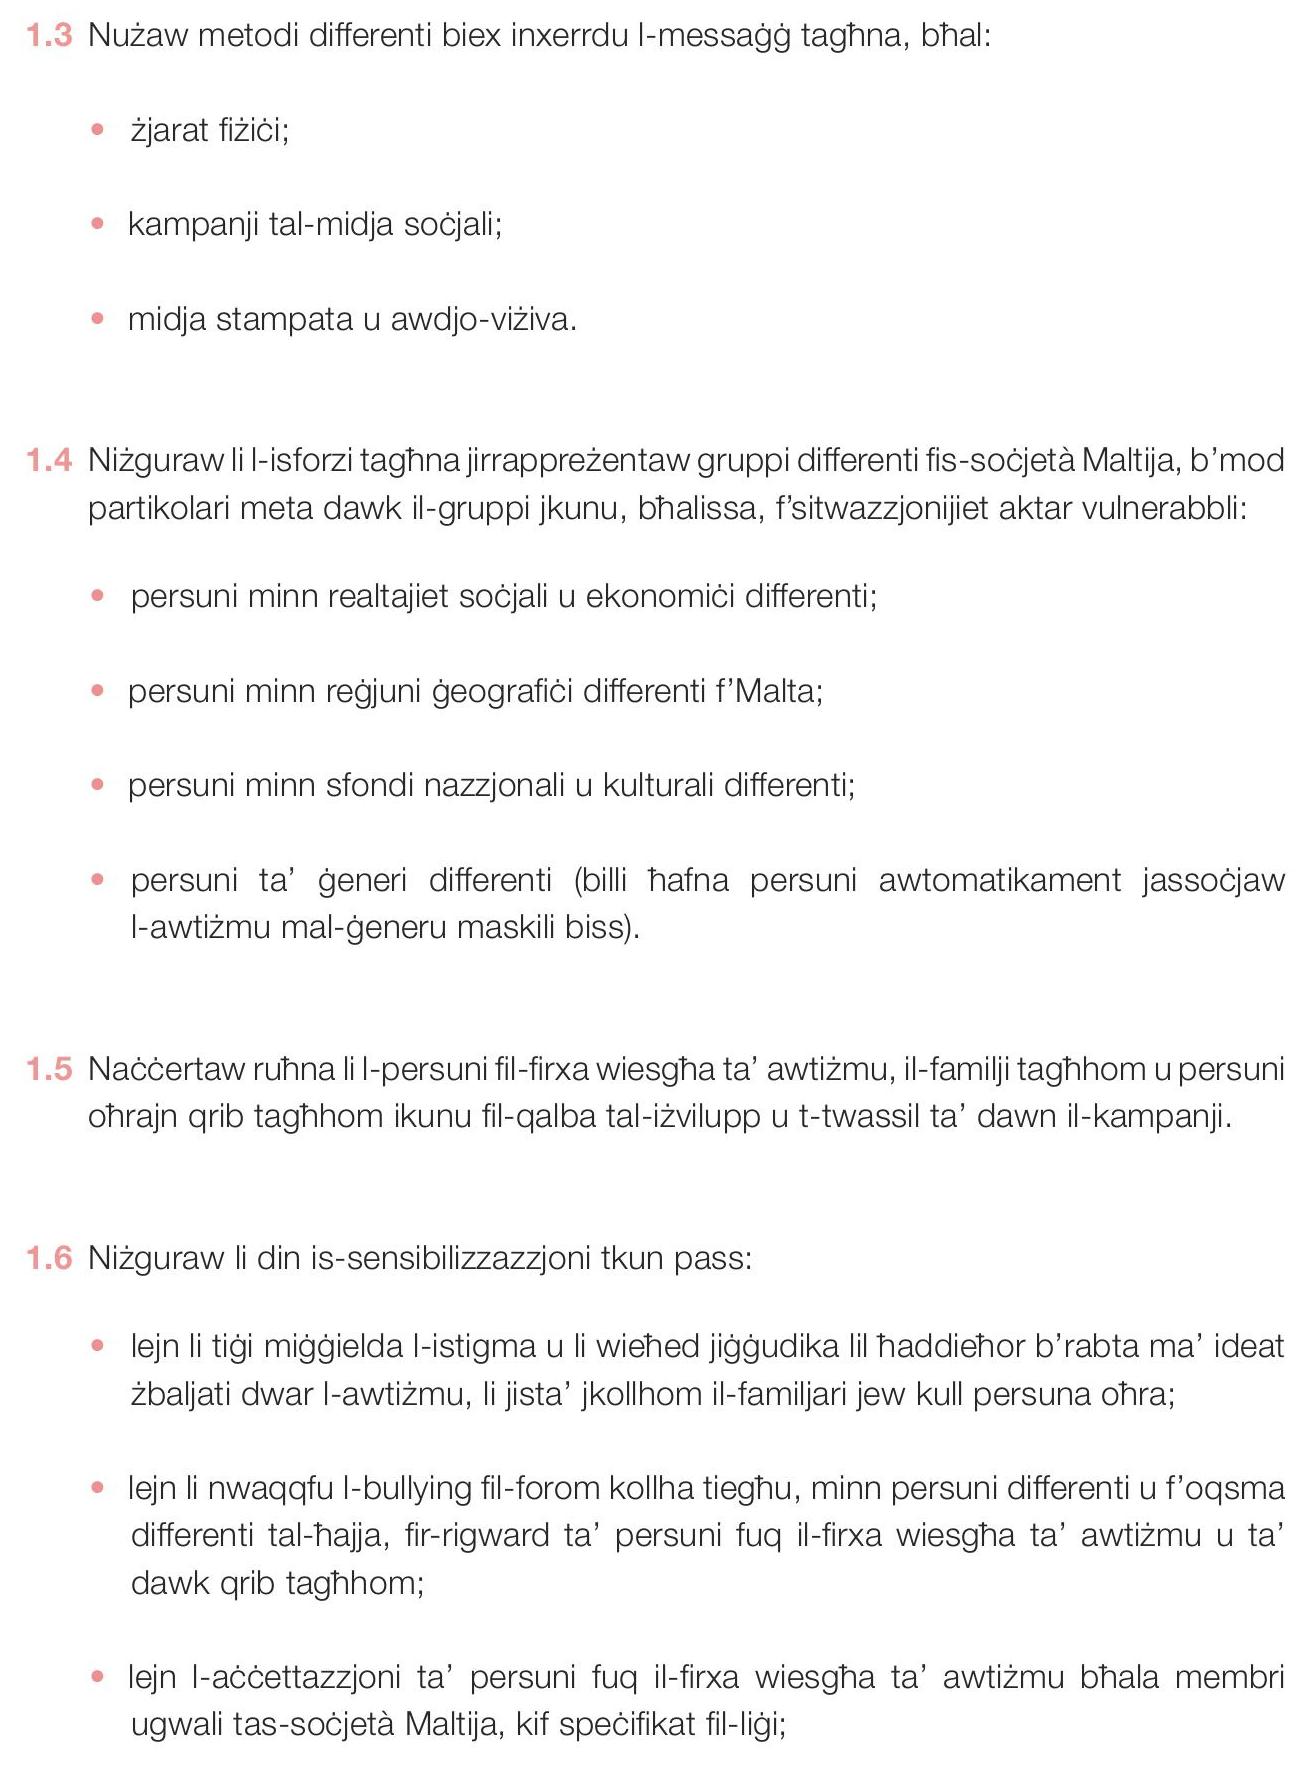 1.3 Nużaw metodi differenti biex inxerrdu l-messaġġ tagħna, bħal:
• żjarat fiżiċi;
• kampanji tal-midja soċjali;
• midja stampata u awdjo-viżiva.
1.4 Niżguraw li l-isforzi tagħna jirrappreżentaw gruppi differenti fis-soċjetà Maltija, b’mod
partikolari meta dawk il-gruppi jkunu, bħalissa, f’sitwazzjonijiet aktar vulnerabbli:
• persuni minn realtajiet soċjali u ekonomiċi differenti;
• persuni minn reġjuni ġeografiċi differenti f’Malta;
• persuni minn sfondi nazzjonali u kulturali differenti;
• persuni ta’ ġeneri differenti (billi ħafna persuni awtomatikament jassoċjaw
l-awtiżmu mal-ġeneru maskili biss).
1.5 Naċċertaw ruħna li l-persuni fil-firxa wiesgħa ta’ awtiżmu, il-familji tagħhom u persuni
oħrajn qrib tagħhom ikunu fil-qalba tal-iżvilupp u t-twassil ta’ dawn il-kampanji.
1.6 Niżguraw li din is-sensibilizzazzjoni tkun pass:
• lejn li tiġi miġġielda l-istigma u li wieħed jiġġudika lil ħaddieħor b’rabta ma’ ideat
żbaljati dwar l-awtiżmu, li jista’ jkollhom il-familjari jew kull persuna oħra;
• lejn li nwaqqfu l-bullying fil-forom kollha tiegħu, minn persuni differenti u f’oqsma
differenti tal-ħajja, fir-rigward ta’ persuni fuq il-firxa wiesgħa ta’ awtiżmu u ta’
dawk qrib tagħhom;
• lejn l-aċċettazzjoni ta’ persuni fuq il-firxa wiesgħa ta’ awtiżmu bħala membri
ugwali tas-soċjetà Maltija, kif speċifikat fil-liġi;